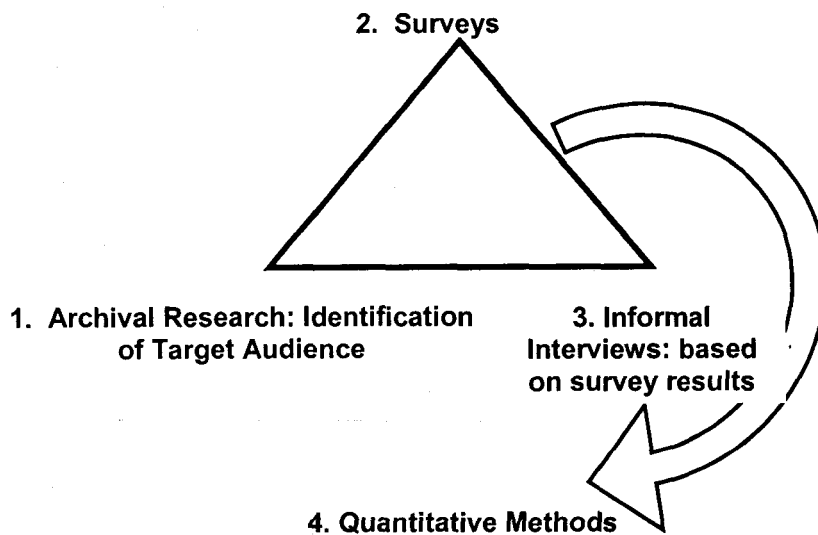 2. Surveys
1. Archival Research: Identification
of Target Audience
3. Informal
Interviews: based
on survey results
4. Quantitative Methods